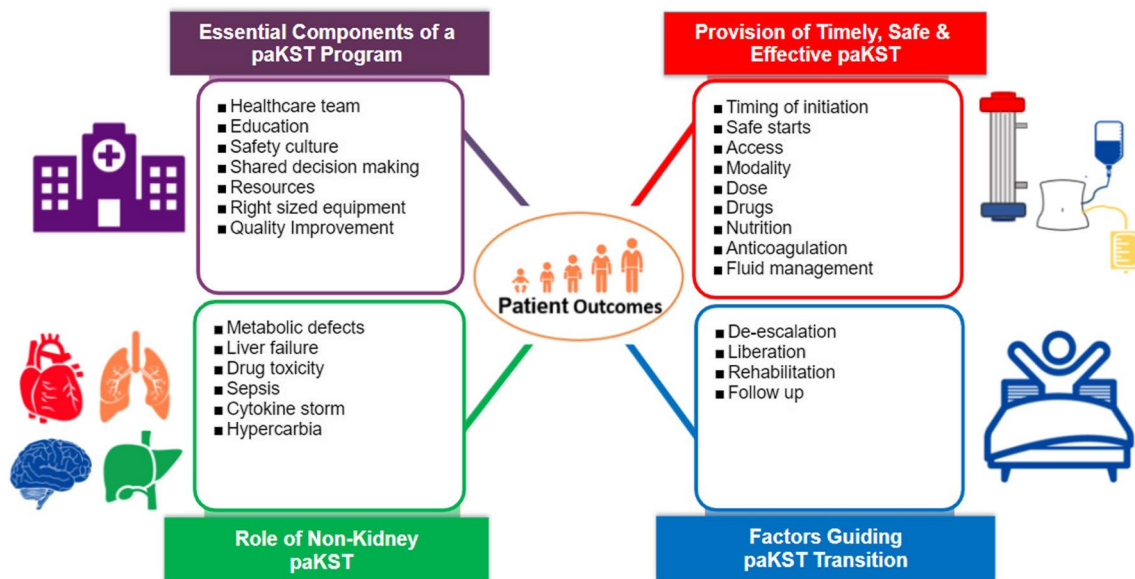 Essential Components of a
paKST Program
■ Healthcare team
■ Education
■ Safety culture
■ Shared decision making
■ Resources
■ Right sized equipment
■ Quality Improvement
Provision of Timely, Safe &
Effective paKST
■ Timing of initiation
■ Safe starts
■ Access
■ Modality
■ Dose
■ Drugs
■ Nutrition
■ Anticoagulation
■ Fluid management
Patient Outcomes
■ Metabolic defects
■ Liver failure
■ Drug toxicity
■ Sepsis
■ Cytokine storm
■ Hypercarbia
Role of Non-Kidney
paKST
■ De-escalation
■ Liberation
■ Rehabilitation
■ Follow up
Factors Guiding
paKST Transition